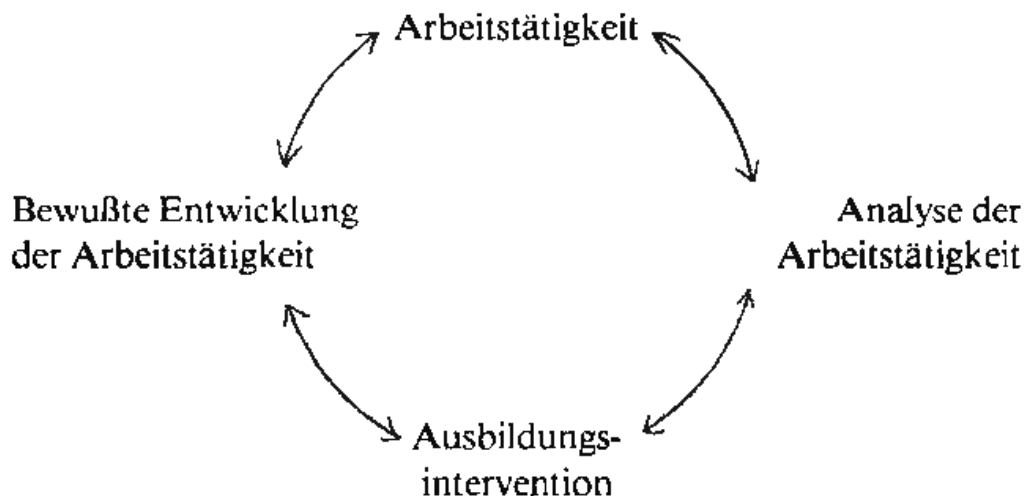 Arbeitstätigkeit
Bewußte Entwicklung
der Arbeitstätigkeit
Analyse der
Arbeitstätigkeit
Ausbildungs-
intervention